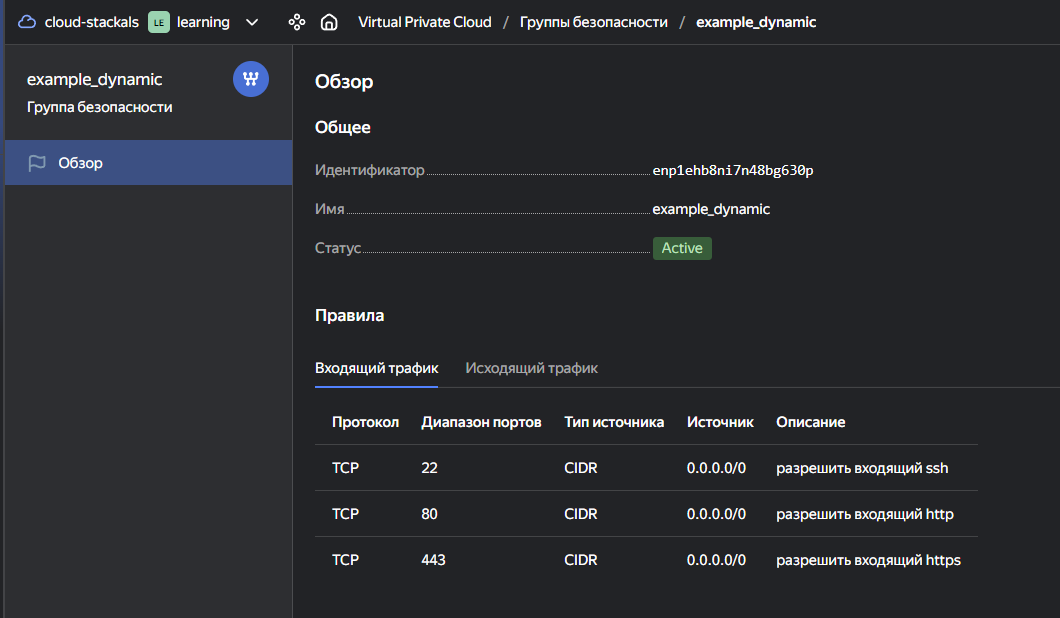 cloud-stackals LE learning Virtual Private Cloud / Группы безопасности / example_dynamic
example_dynamic
Группа безопасности
Обзор
Обзор
Общее
Идентификатор enp1ehb8ni7n48bg630p
Имя example_dynamic
Статус Active
Правила
Входящий трафик Исходящий трафик
Протокол Диапазон портов Тип источника Источник Описание
TCP 22 CIDR 0.0.0.0/0 разрешить входящий ssh
TCP 80 CIDR 0.0.0.0/0 разрешить входящий http
TCP 443 CIDR 0.0.0.0/0 разрешить входящий https